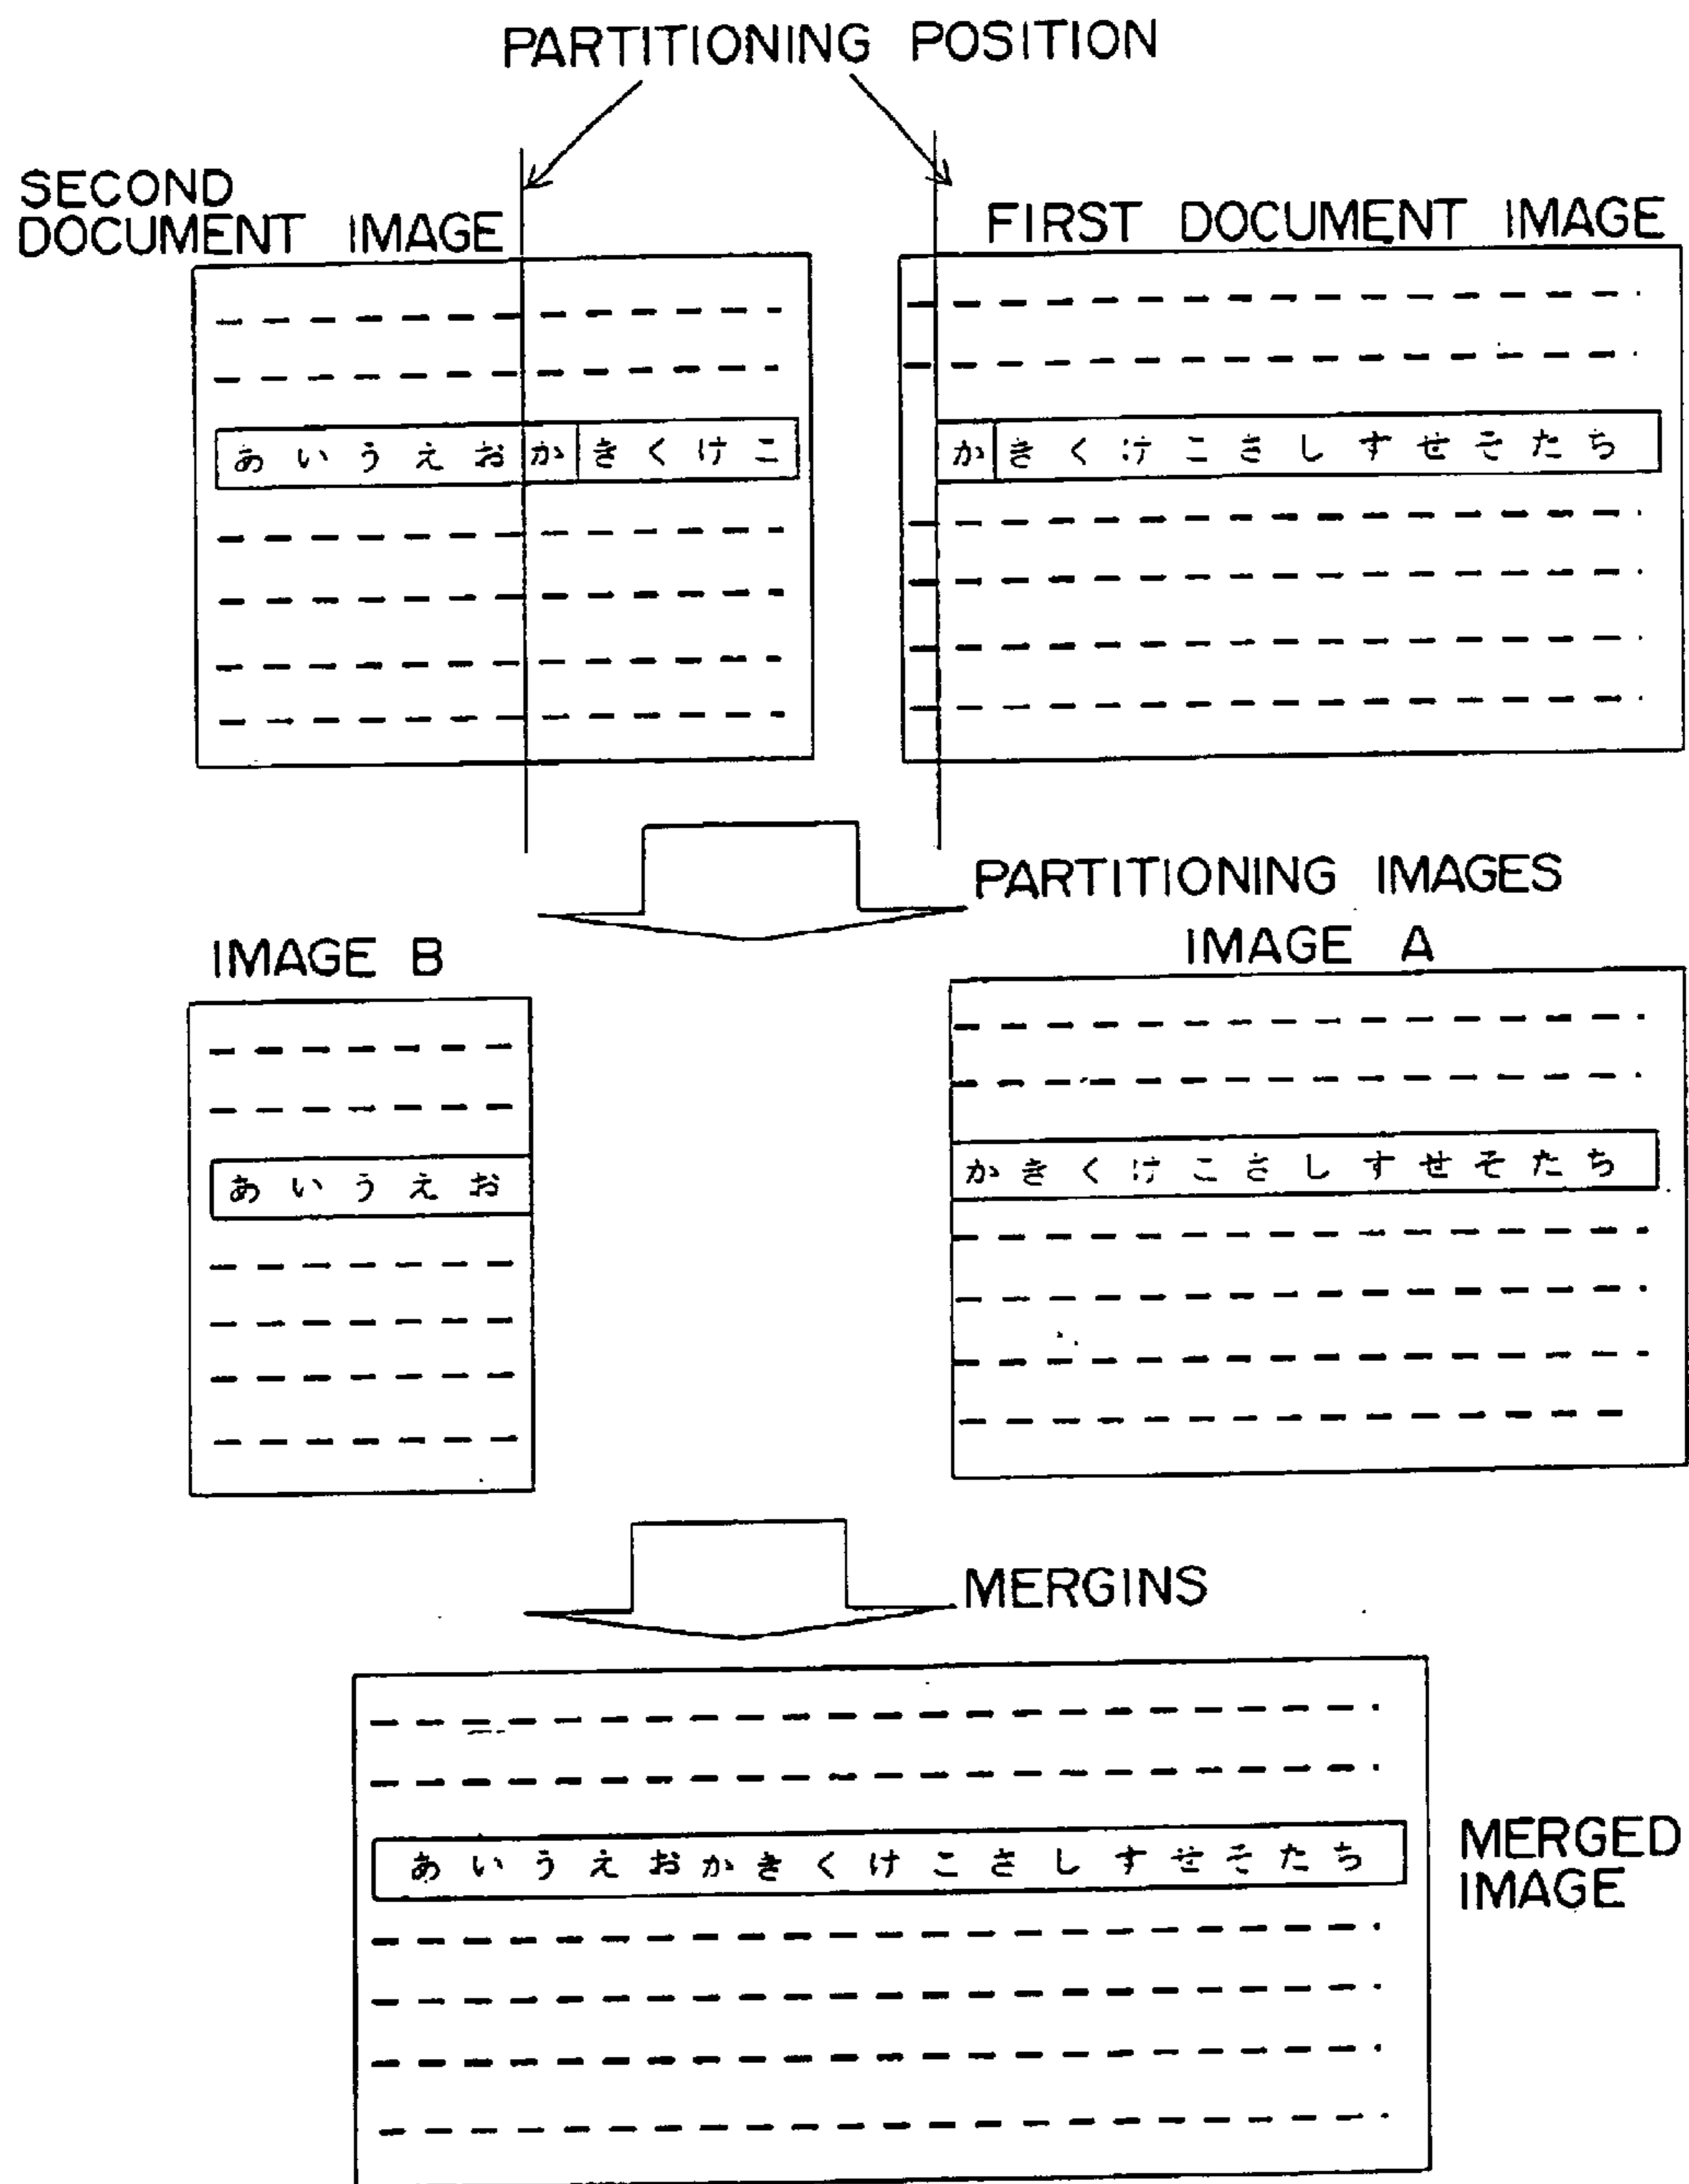 PARTITIONING POSITION
SECOND
DOCUMENT IMAGE
FIRST DOCUMENT IMAGE
あいうえおかきくけこ
かきくけこさしすせそたち
PARTITIONING IMAGES
IMAGE B
IMAGE A
あいうえお
かきくけこさしすせそたち
MERGINS
あいうえおかきくけこさしすせそたち
MERGED
IMAGE